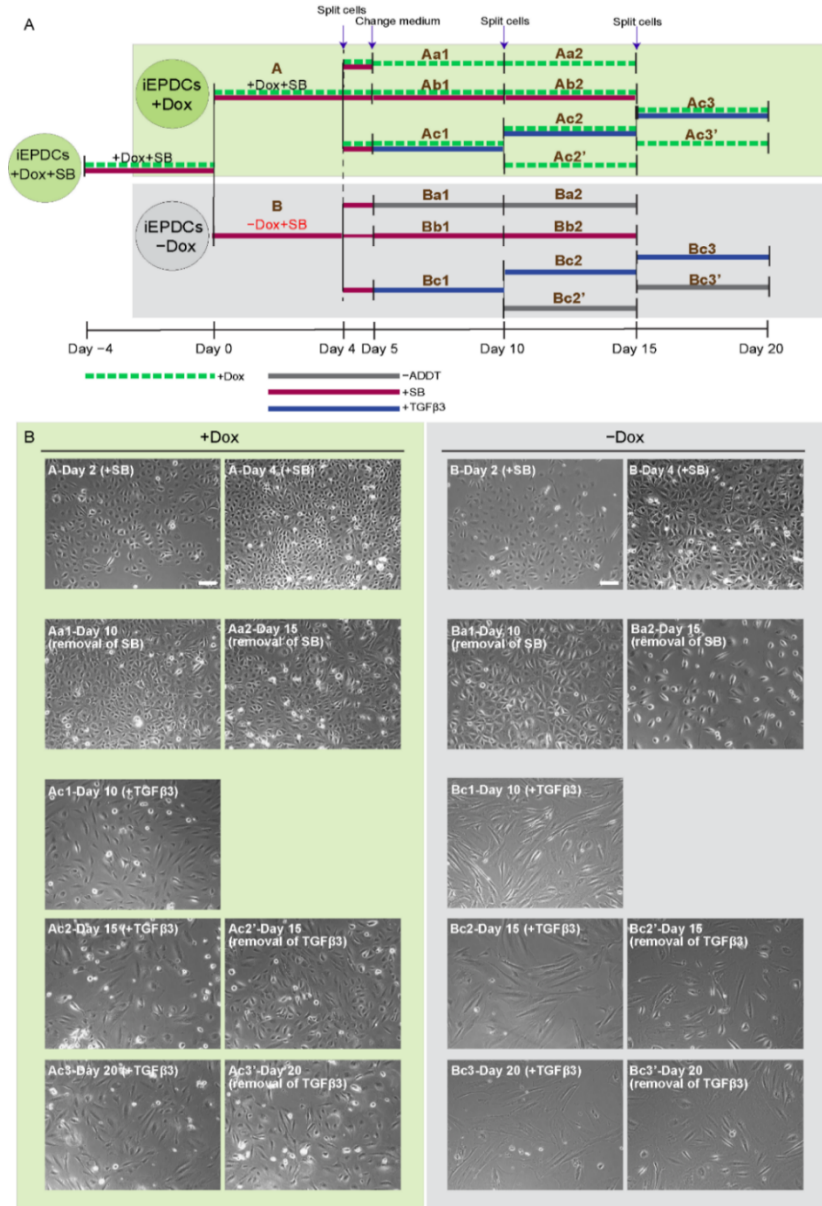 A
Split cells
Change medium
Split cells
Split cells
iEPDCs
+Dox
A
+Dox+SB
Aa1
Aa2
Ab1
Ab2
Ac1
Ac2
Ac3
Ac2’
Ac3’
iEPDCs
+Dox+SB
+Dox+SB
iEPDCs
−Dox
B
−Dox+SB
Ba1
Ba2
Bb1
Bb2
Bc1
Bc2
Bc3
Bc2’
Bc3’
Day −4
Day 0
Day 4
Day 5
Day 10
Day 15
Day 20
+Dox
−ADDT
+SB
+TGFβ3
B
+Dox
−Dox
A-Day 2 (+SB)
A-Day 4 (+SB)
B-Day 2 (+SB)
B-Day 4 (+SB)
Aa1-Day 10
(removal of SB)
Aa2-Day 15
(removal of SB)
Ba1-Day 10
(removal of SB)
Ba2-Day 15
(removal of SB)
Ac1-Day 10 (+TGFβ3)
Bc1-Day 10 (+TGFβ3)
Ac2-Day 15 (+TGFβ3)
Ac2’-Day 15
(removal of TGFβ3)
Bc2-Day 15 (+TGFβ3)
Bc2’-Day 15
(removal of TGFβ3)
Ac3-Day 20 (+TGFβ3)
Ac3’-Day 20
(removal of TGFβ3)
Bc3-Day 20 (+TGFβ3)
Bc3’-Day 20
(removal of TGFβ3)